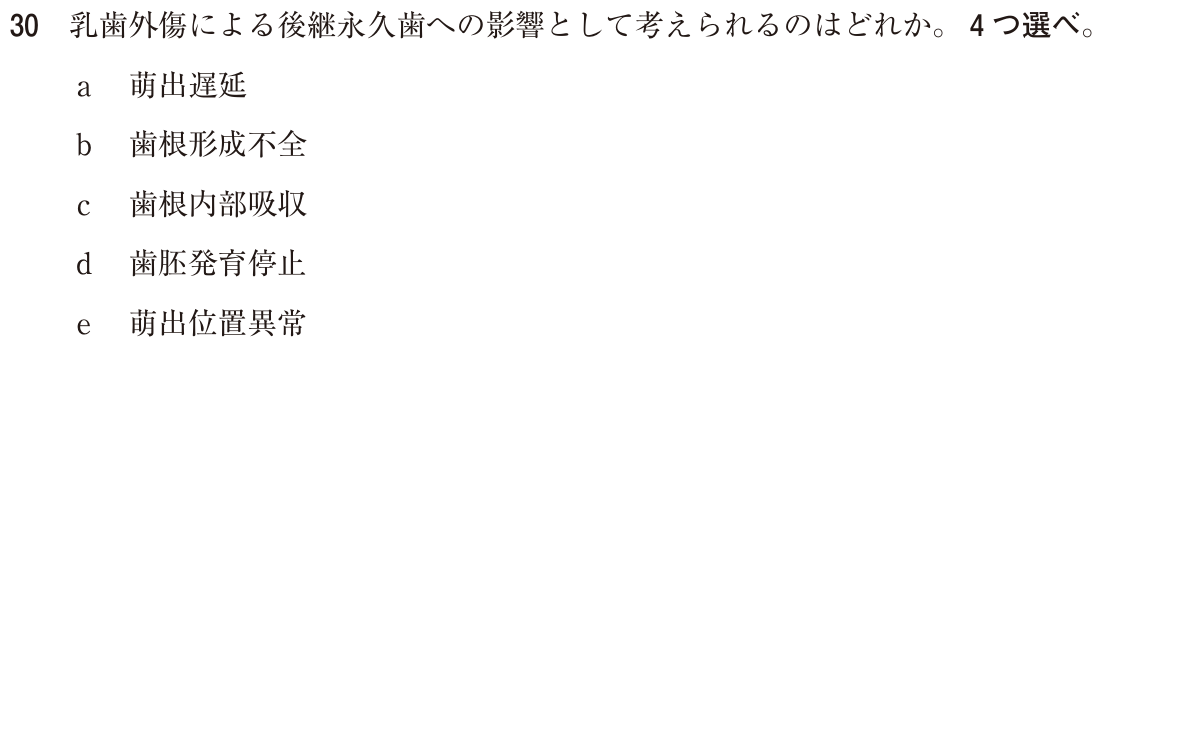 30 乳歯外傷による後継永久歯への影響として考えられるのはどれか。4つ選べ。
a 萌出遅延
b 歯根形成不全
c 歯根内部吸収
d 歯胚発育停止
e 萌出位置異常